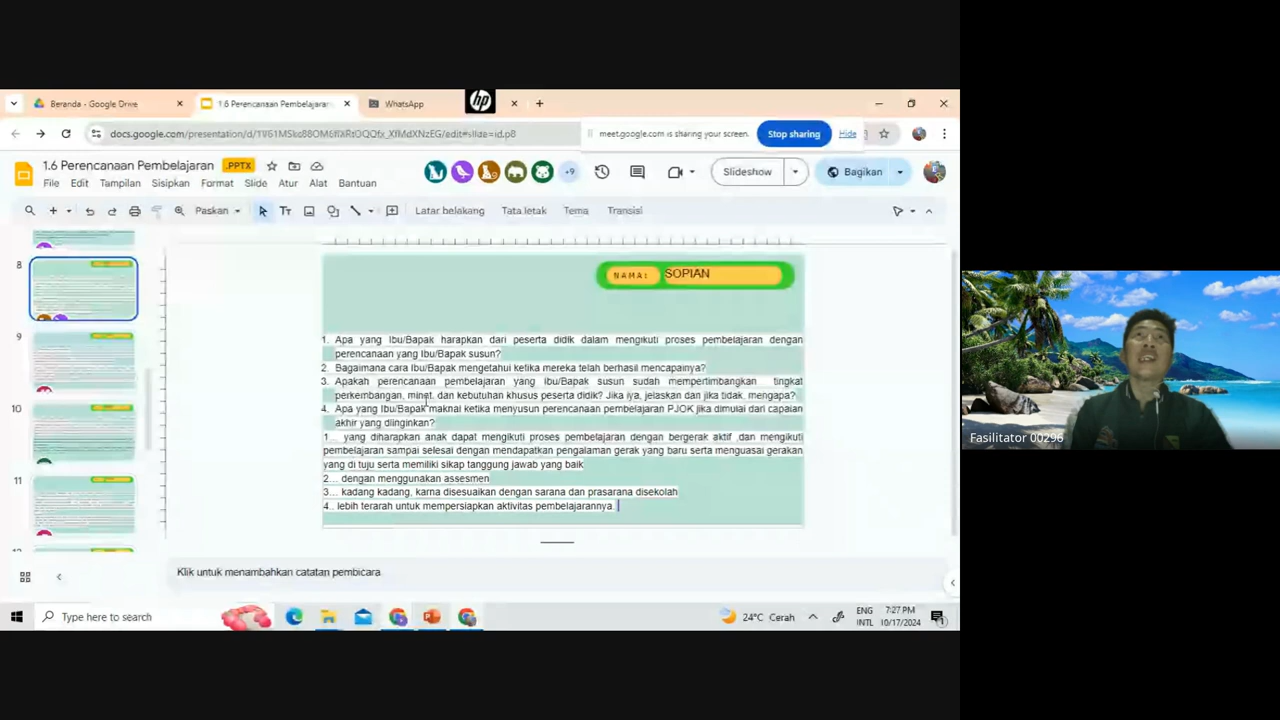 Beranda - Google Drive
1.6 Perencanaan Pembelajaran
WhatsApp
hp
meet.google.com is sharing your screen.
Stop sharing
Hide
1.6 Perencanaan Pembelajaran
.PPTX
+9
Slideshow
Bagikan
File Edit Tampilan Sisipkan Format Slide Atur Alat Bantuan
Paskan
Latar belakang
Tata letak
Tema
Transisi
8
9
10
11
NAMA:
SOPIAN
1. Apa yang Ibu/Bapak harapkan dari peserta didik dalam mengikuti proses pembelajaran dengan
perencanaan yang Ibu/Bapak susun?
2. Bagaimana cara Ibu/Bapak mengetahui ketika mereka telah berhasil mencapainya?
3. Apakah perencanaan pembelajaran yang Ibu/Bapak susun sudah mempertimbangkan tingkat
perkembangan, minat, dan kebutuhan khusus peserta didik? Jika iya, jelaskan dan jika tidak, mengapa?
4. Apa yang Ibu/Bapak maknai ketika menyusun perencanaan pembelajaran PJOK jika dimulai dari capaian
akhir yang diinginkan?
1... yang diharapkan anak dapat mengikuti proses pembelajaran dengan bergerak aktif ,dan mengikuti
pembelajaran sampai selesai dengan mendapatkan pengalaman gerak yang baru serta menguasai gerakan
yang di tuju serta memiliki sikap tanggung jawab yang baik
2... dengan menggunakan assesmen
3... kadang kadang, karna disesuaikan dengan sarana dan prasarana disekolah
4.. lebih terarah untuk mempersiapkan aktivitas pembelajarannya.
Klik untuk menambahkan catatan pembicara
Type here to search
24°C Cerah
ENG
INTL
7:27 PM
10/17/2024
Fasilitator 00296